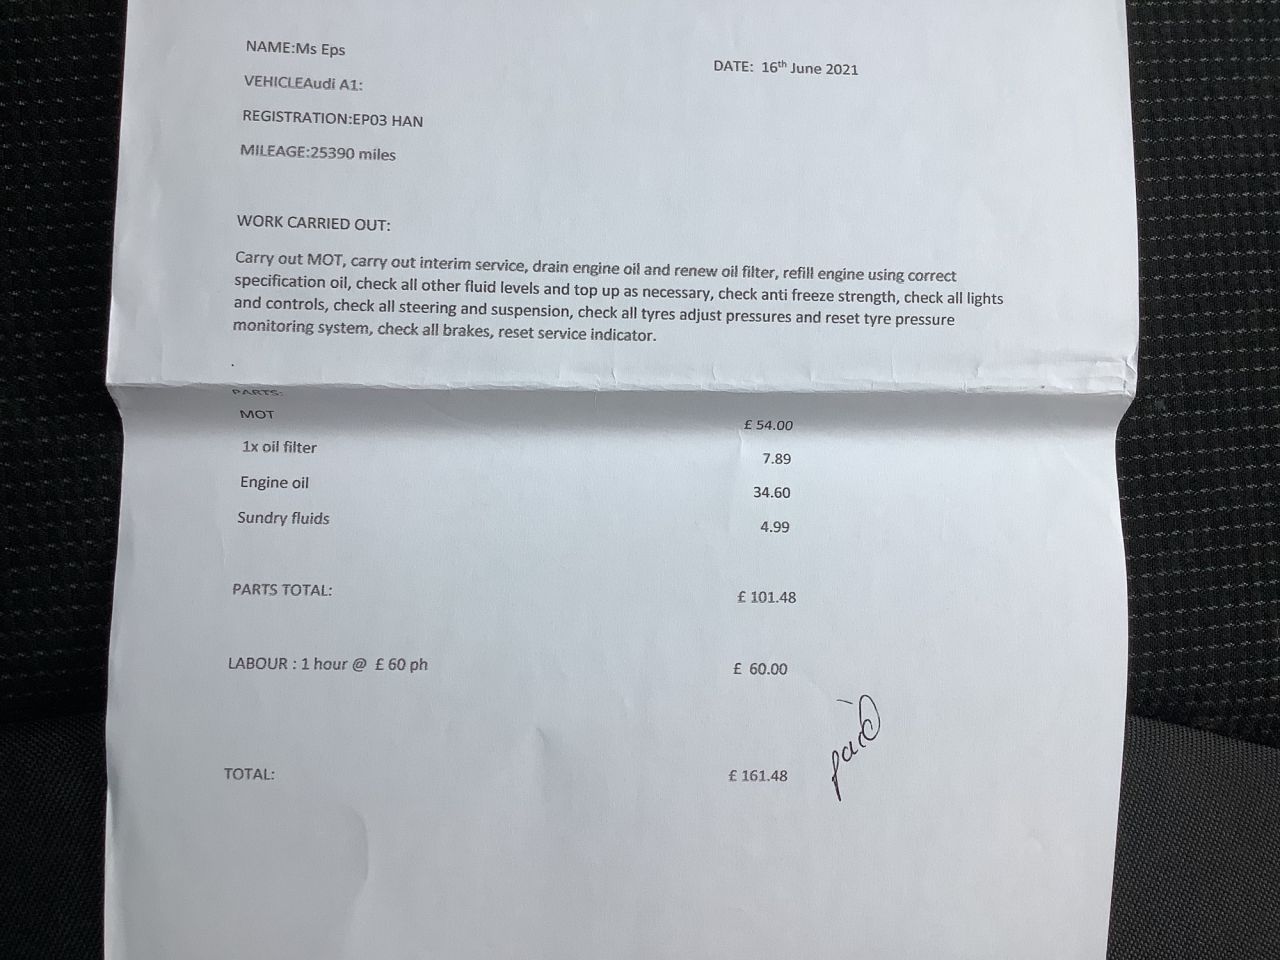 NAME:Ms Eps
DATE: 16th June 2021
VEHICLEAudi A1:
REGISTRATION:EP03 HAN
MILEAGE:25390 miles
WORK CARRIED OUT:
Carry out MOT, carry out interim service, drain engine oil and renew oil filter, refill engine using correct
specification oil, check all other fluid levels and top up as necessary, check anti freeze strength, check all lights
and controls, check all steering and suspension, check all tyres adjust pressures and reset tyre pressure
monitoring system, check all brakes, reset service indicator.
.
PARTS:
MOT £ 54.00
1x oil filter 7.89
Engine oil 34.60
Sundry fluids 4.99
PARTS TOTAL: £ 101.48
LABOUR : 1 hour @ £ 60 ph £ 60.00
TOTAL: £ 161.48
paid